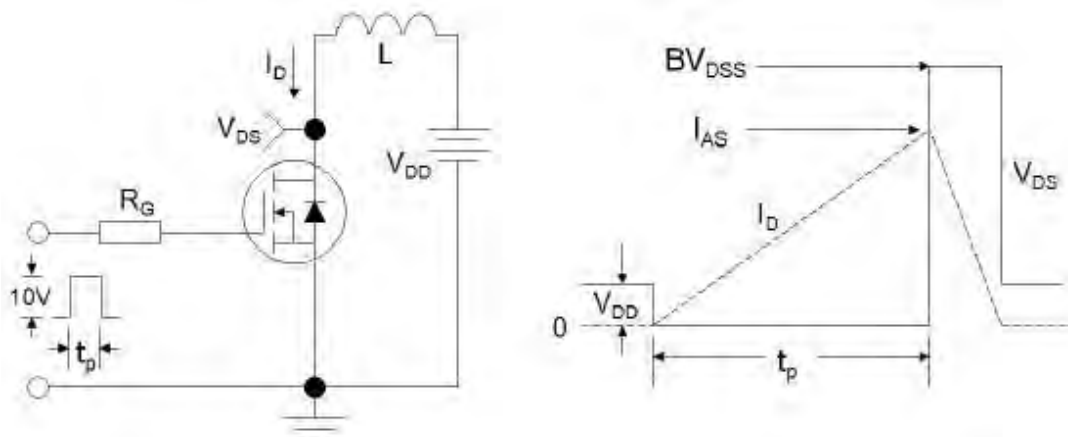 L
I_D
V_DS
V_DD
R_G
10V
t_p
BV_DSS
I_AS
V_DS
I_D
V_DD
0
t_p